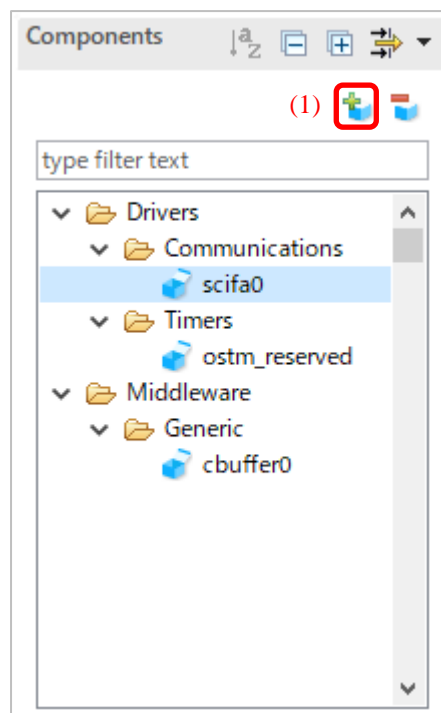 Components
(1)
type filter text
Drivers
Communications
scifa0
Timers
ostm_reserved
Middleware
Generic
cbuffer0